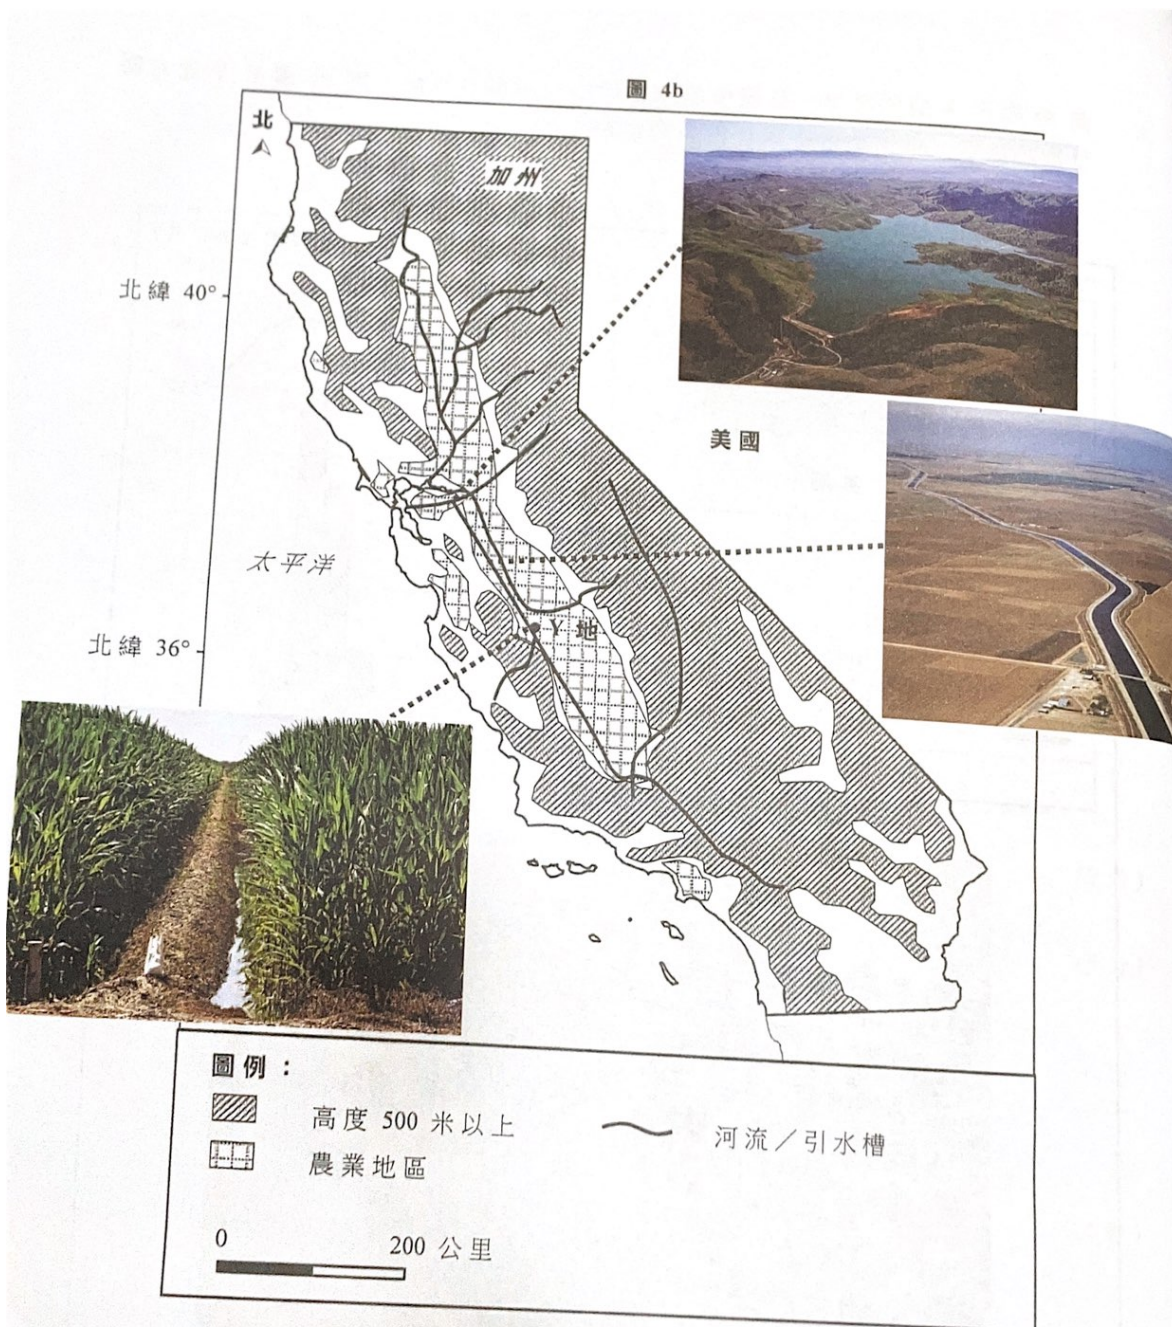 圖 4b
北
加州
北緯 40°
美國
太平洋
Y 地
北緯 36°
圖例：
高度 500 米以上
河流／引水槽
農業地區
0
200 公里